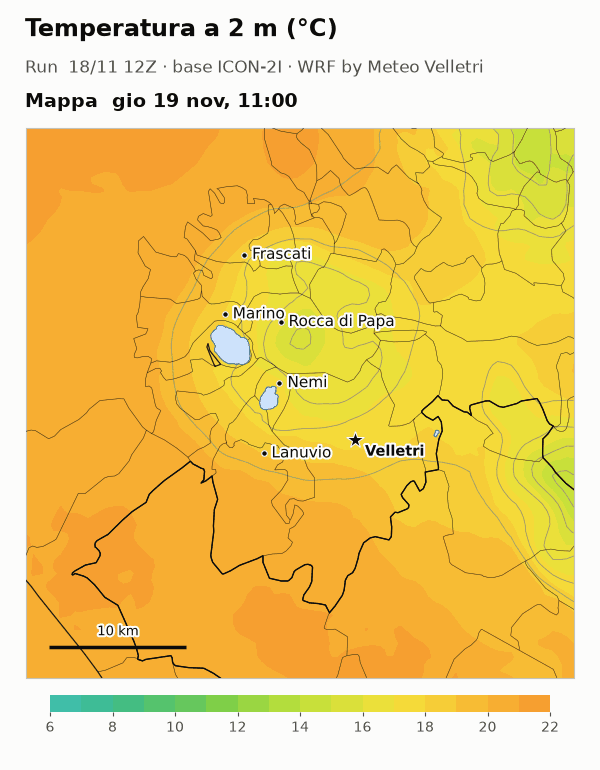 Temperatura a 2 m (°C)
Run  18/11 12Z · base ICON-2I · WRF by Meteo Velletri
Mappa  gio 19 nov, 11:00
Frascati
Marino
Rocca di Papa
Nemi
Velletri
Lanuvio
10 km
6 8 10 12 14 16 18 20 22